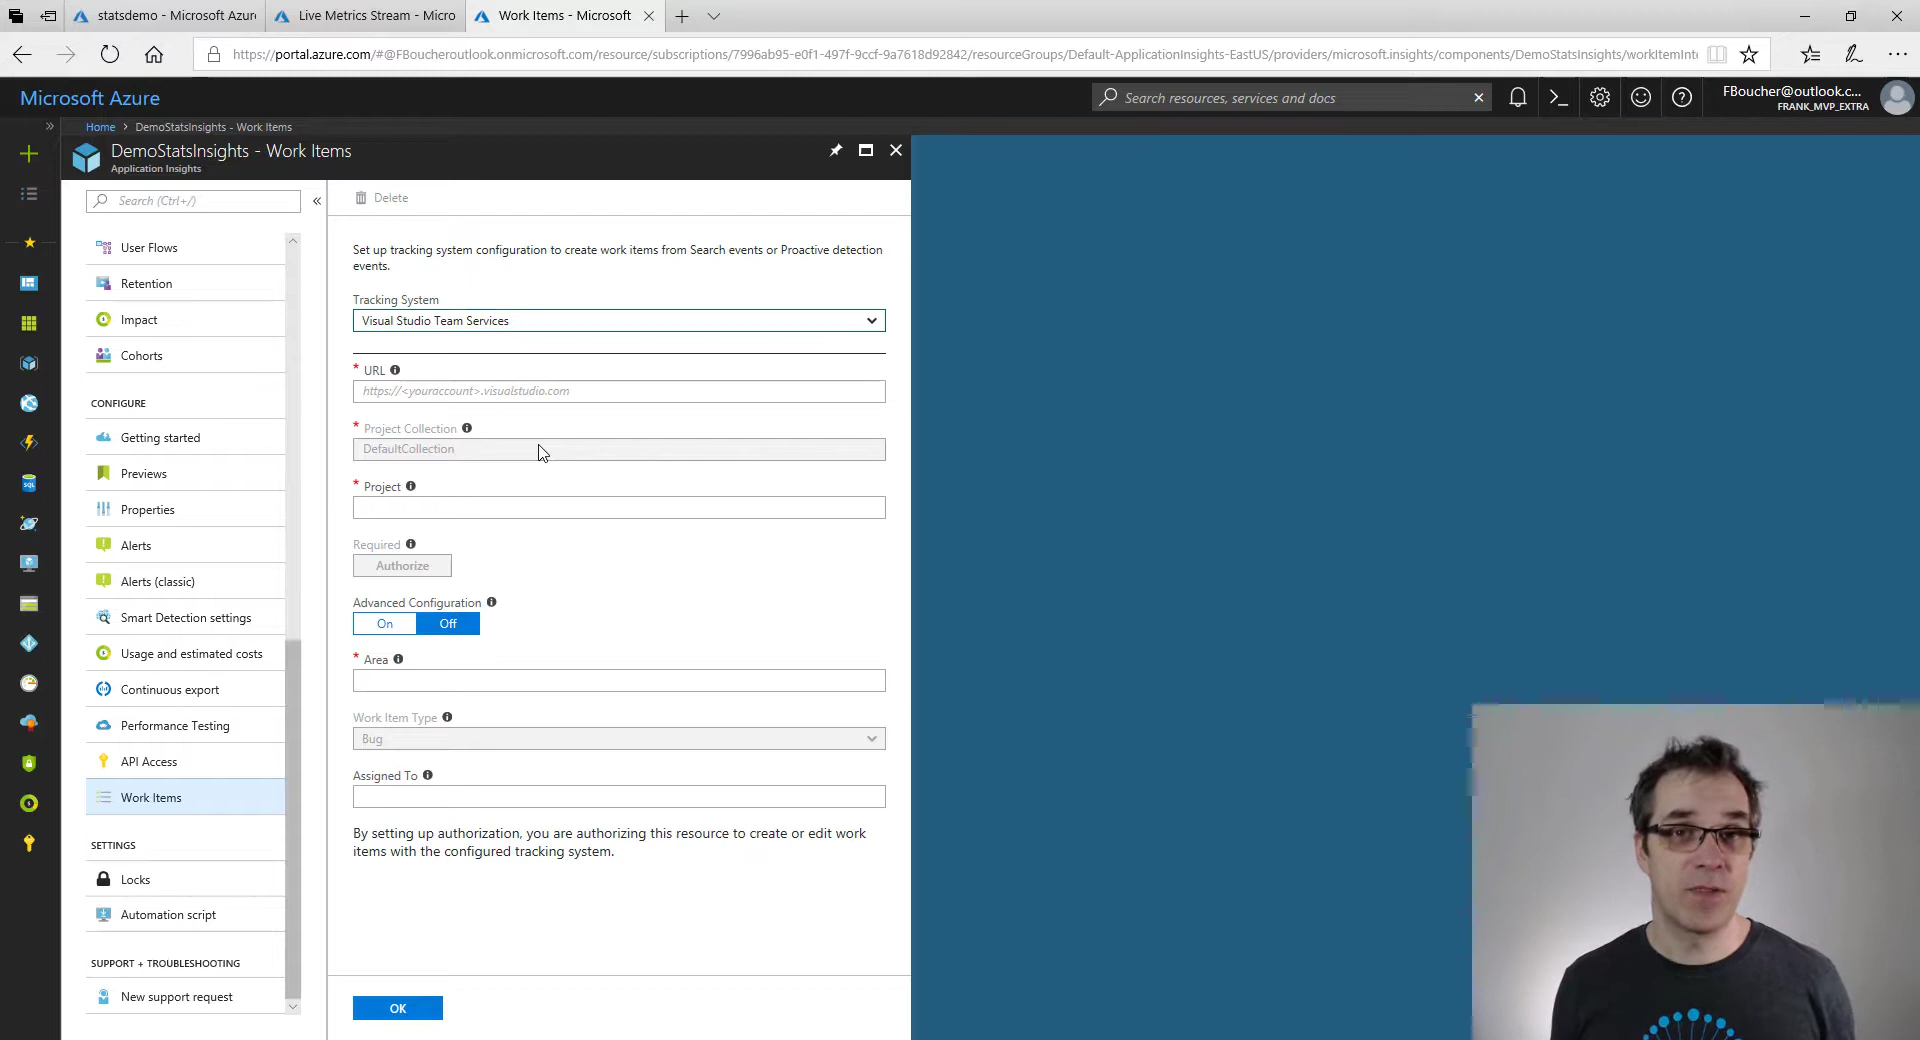 statsdemo - Microsoft Azur
Live Metrics Stream - Micro
Work Items - Microsoft
https://portal.azure.com/#@FBoucheroutlook.onmicrosoft.com/resource/subscriptions/7996ab95-e0f1-497f-9ccf-9a7618d92842/resourceGroups/Default-ApplicationInsights-EastUS/providers/microsoft.insights/components/DemoStatsInsights/workItemInte
Microsoft Azure
Search resources, services and docs
FBoucher@outlook.c...
FRANK_MVP_EXTRA
Home > DemoStatsInsights - Work Items
DemoStatsInsights - Work Items
Application Insights
Search (Ctrl+/)
User Flows
Retention
Impact
Cohorts
CONFIGURE
Getting started
Previews
Properties
Alerts
Alerts (classic)
Smart Detection settings
Usage and estimated costs
Continuous export
Performance Testing
API Access
Work Items
SETTINGS
Locks
Automation script
SUPPORT + TROUBLESHOOTING
New support request
Delete
Set up tracking system configuration to create work items from Search events or Proactive detection
events.
Tracking System
Visual Studio Team Services
* URL
https://<youraccount>.visualstudio.com
* Project Collection
DefaultCollection
* Project
Required
Authorize
Advanced Configuration
On Off
* Area
Work Item Type
Bug
Assigned To
By setting up authorization, you are authorizing this resource to create or edit work
items with the configured tracking system.
OK